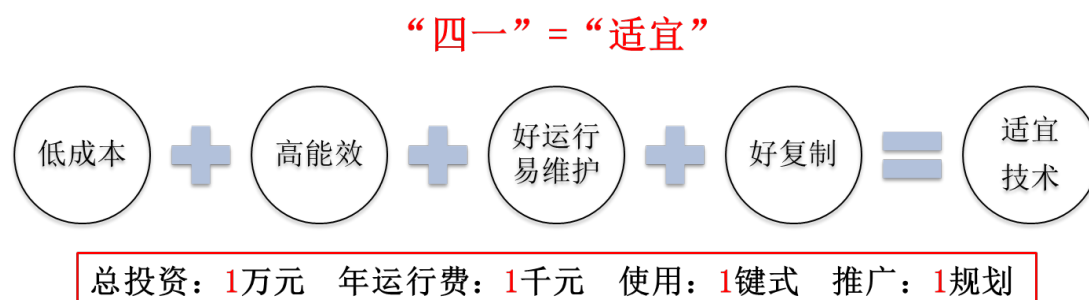 “四一” = “适宜”
低成本
高能效
好运行
易维护
好复制
适宜
技术
总投资：1万元 年运行费：1千元 使用：1键式 推广：1规划